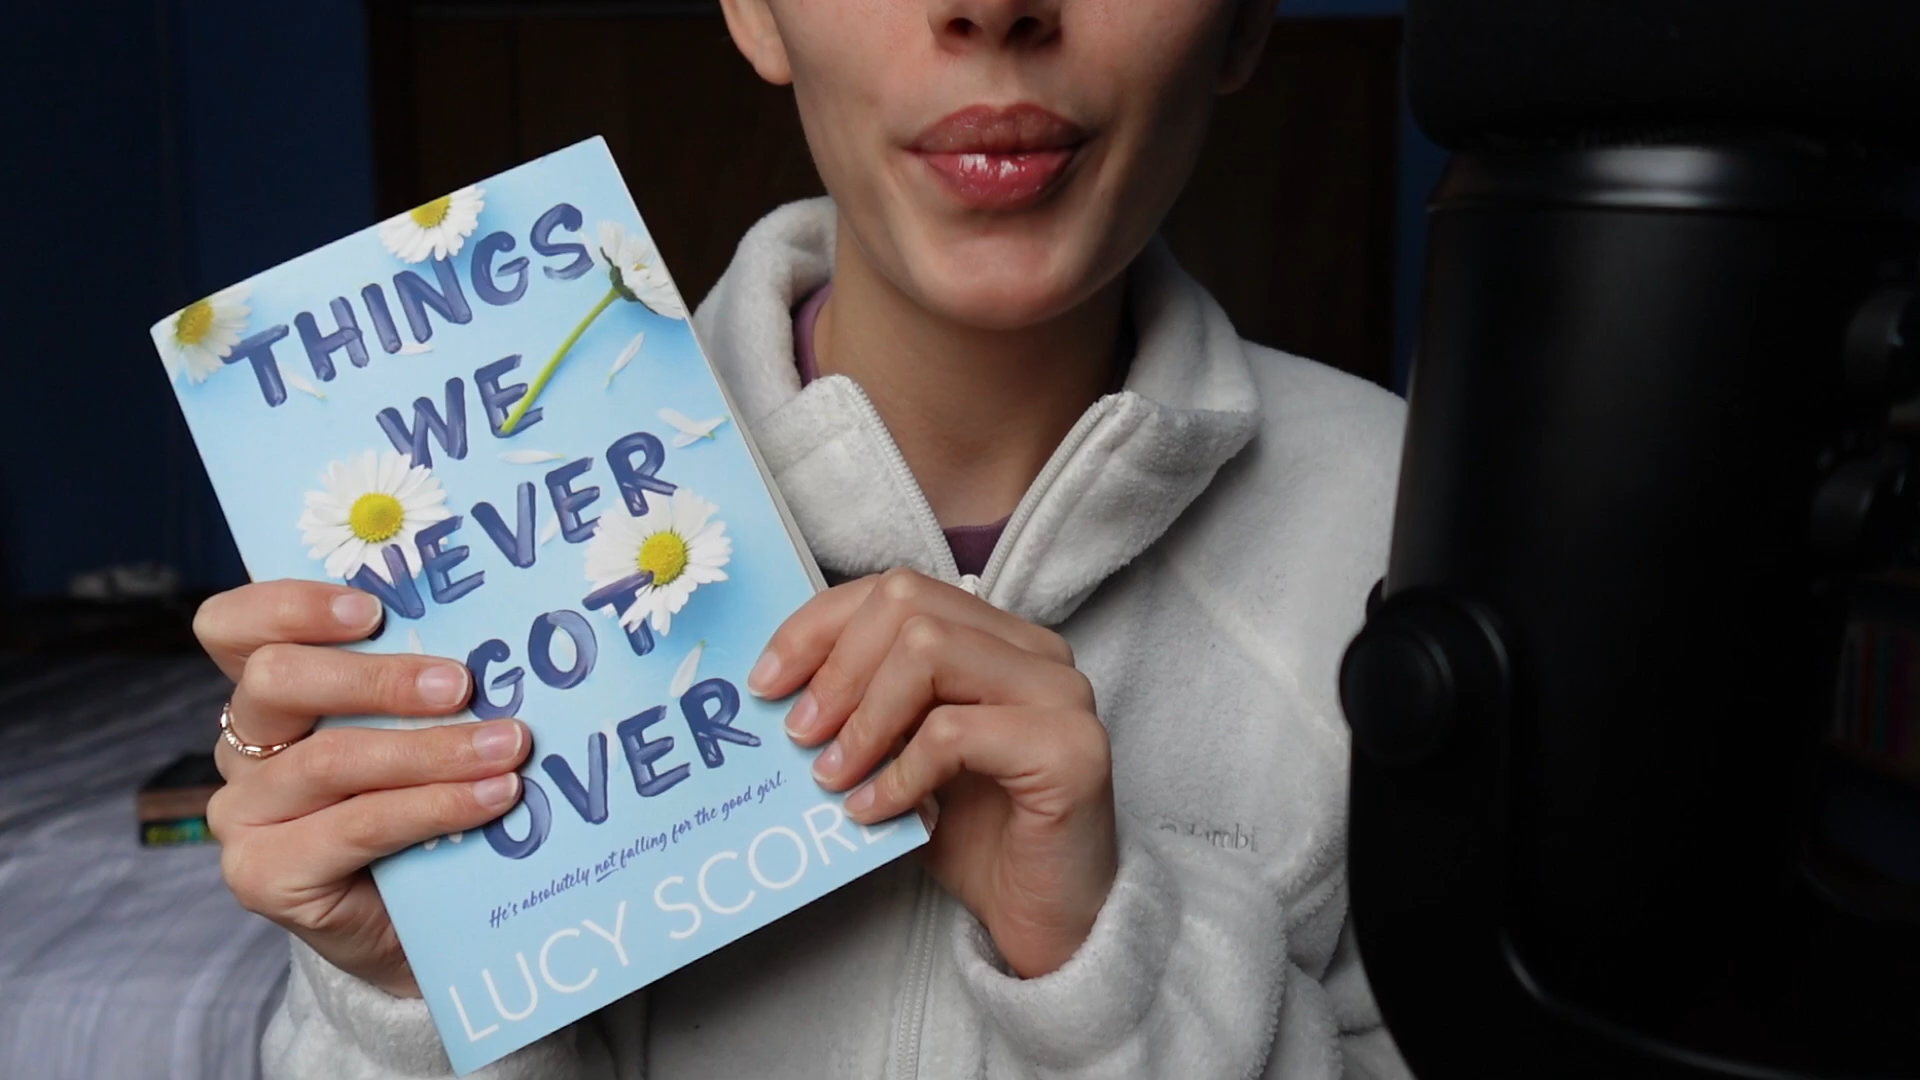 THINGS
WE
NEVER
GOT
OVER
He's absolutely not falling for the good girl.
LUCY SCORE